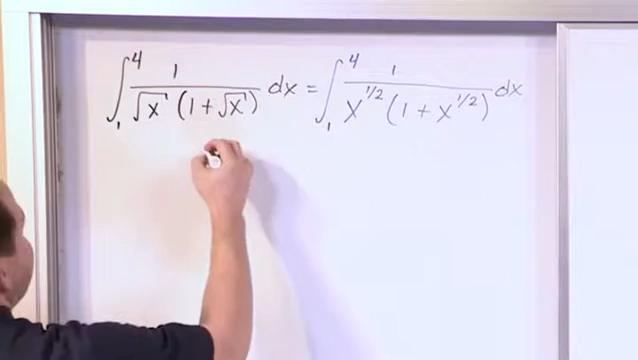 ∫₁⁴ 1/(√x (1+√x)) dx = ∫₁⁴ 1/(x^{1/2} (1 + x^{1/2})) dx